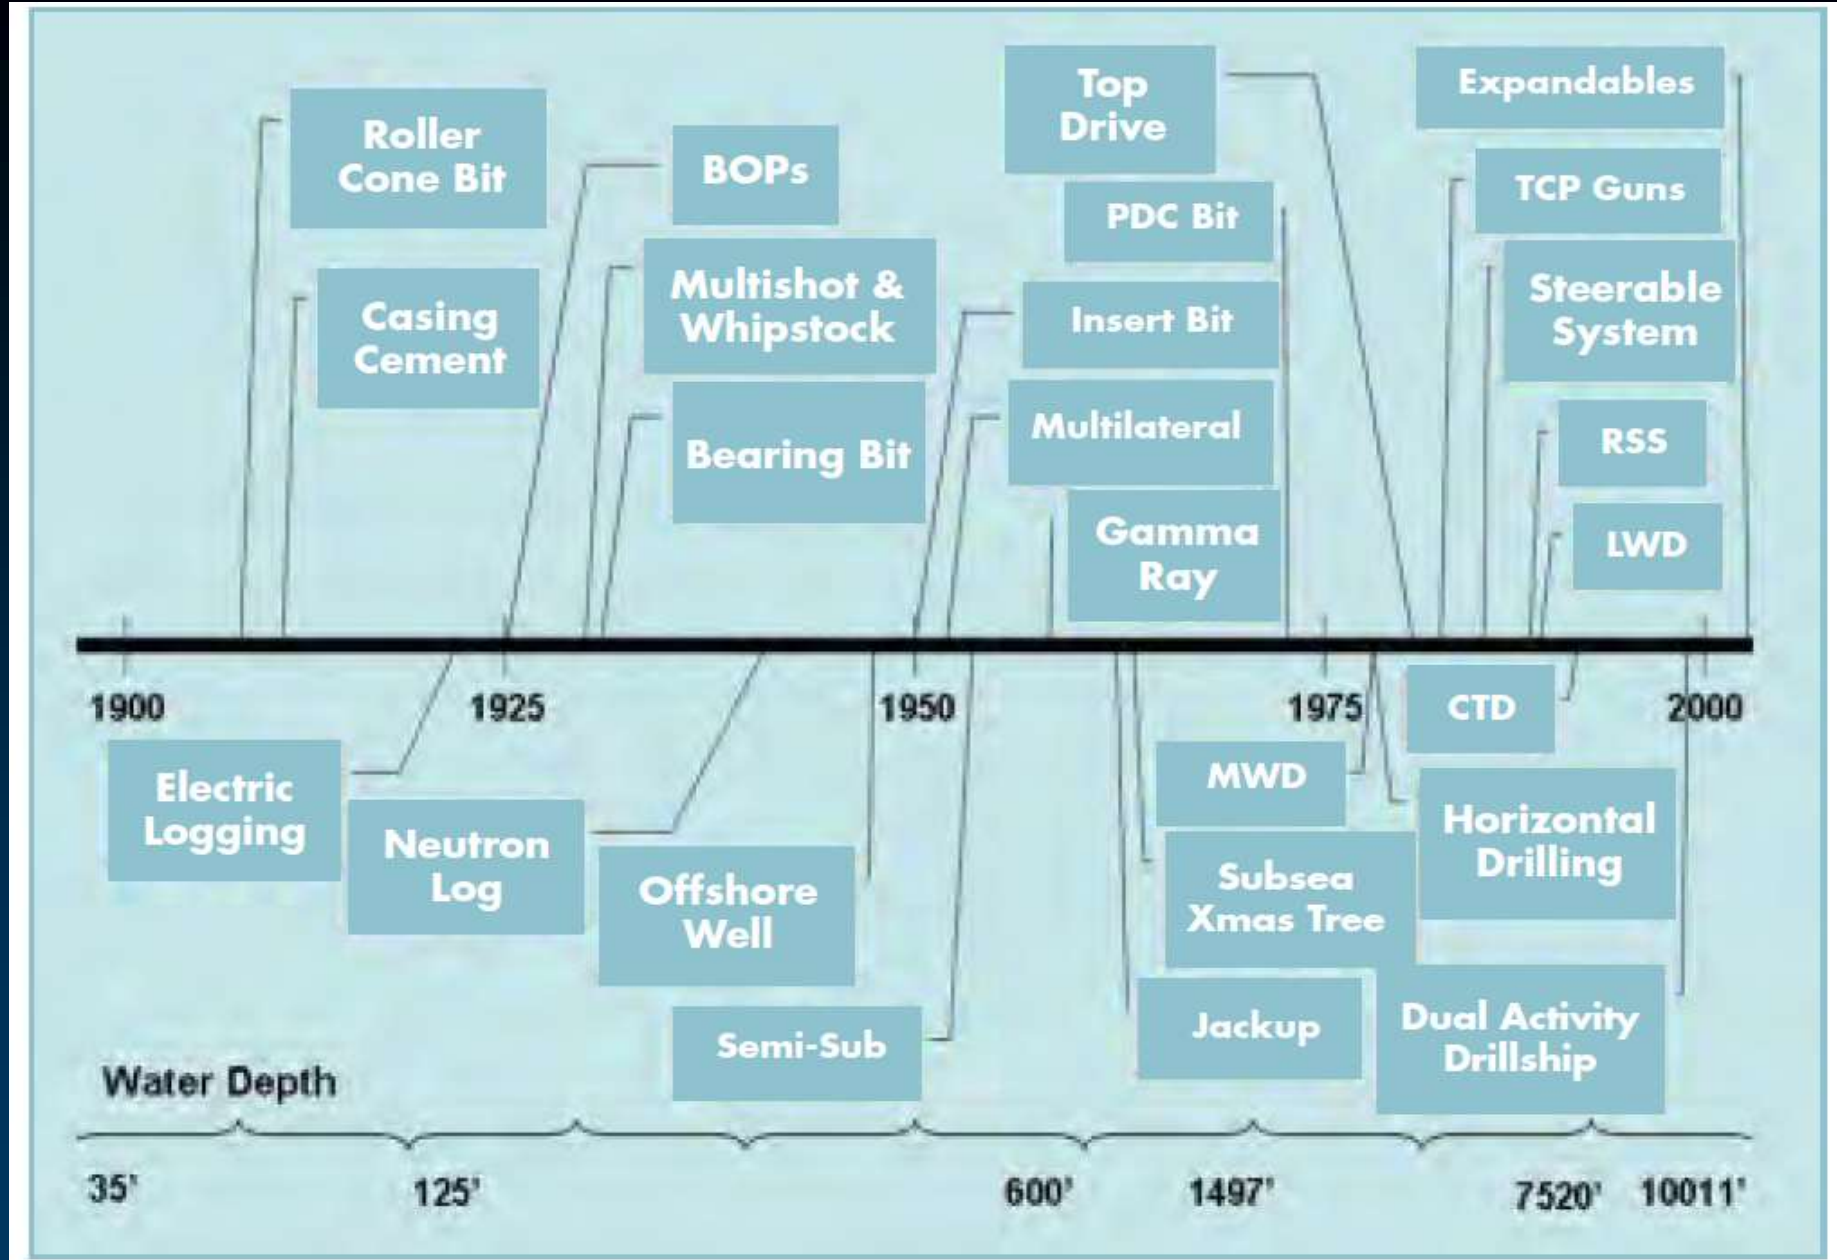 Roller
Cone Bit
Casing
Cement
BOPs
Multishot &
Whipstock
Bearing Bit
Top
Drive
PDC Bit
Insert Bit
Multilateral
Gamma
Ray
Expandables
TCP Guns
Steerable
System
RSS
LWD
1900
1925
1950
1975
2000
Electric
Logging
Neutron
Log
Offshore
Well
Semi-Sub
CTD
MWD
Horizontal
Drilling
Subsea
Xmas Tree
Jackup
Dual Activity
Drillship
Water Depth
35'
125'
600'
1497'
7520'
10011'